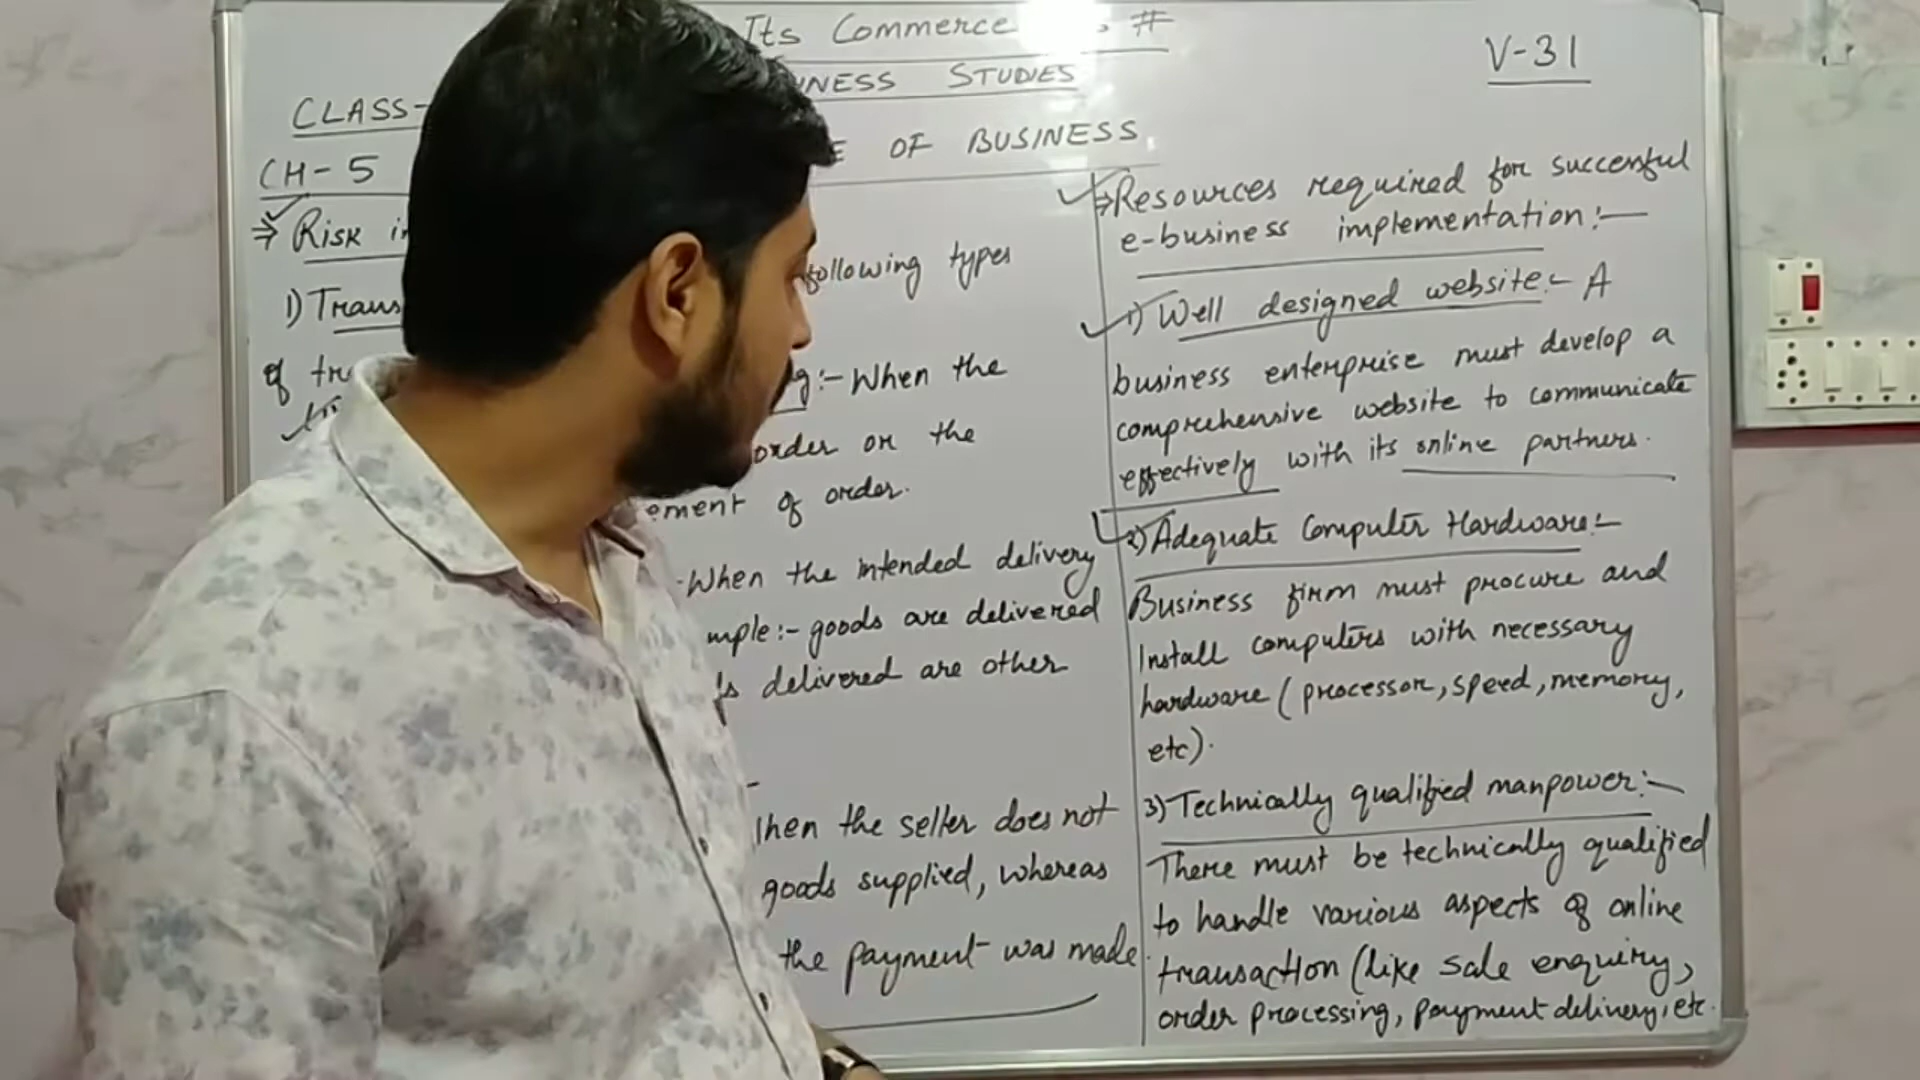 Its Commerce #
V-31
NESS STUDIES
CLASS-
CH-5 E OF BUSINESS
⇒ Risk in
following types
1) Trans
of tra g:- When the
order or the
ement of order.
When the intended delivery
mple:- goods are delivered
delivered are other
hen the seller does not
goods supplied, whereas
the payment was made.
⇒ Resources required for successful
e-business implementation:-
1) Well designed website:- A
business enterprise must develop a
comprehensive website to communicate
effectively with its online partners.
2) Adequate Computer Hardware:-
Business firm must procure and
Install computers with necessary
hardware (processor, speed, memory,
etc).
3) Technically qualified manpower:-
There must be technically qualified
to handle various aspects of online
transaction (like sale enquiry,
order processing, payment delivery, etc.